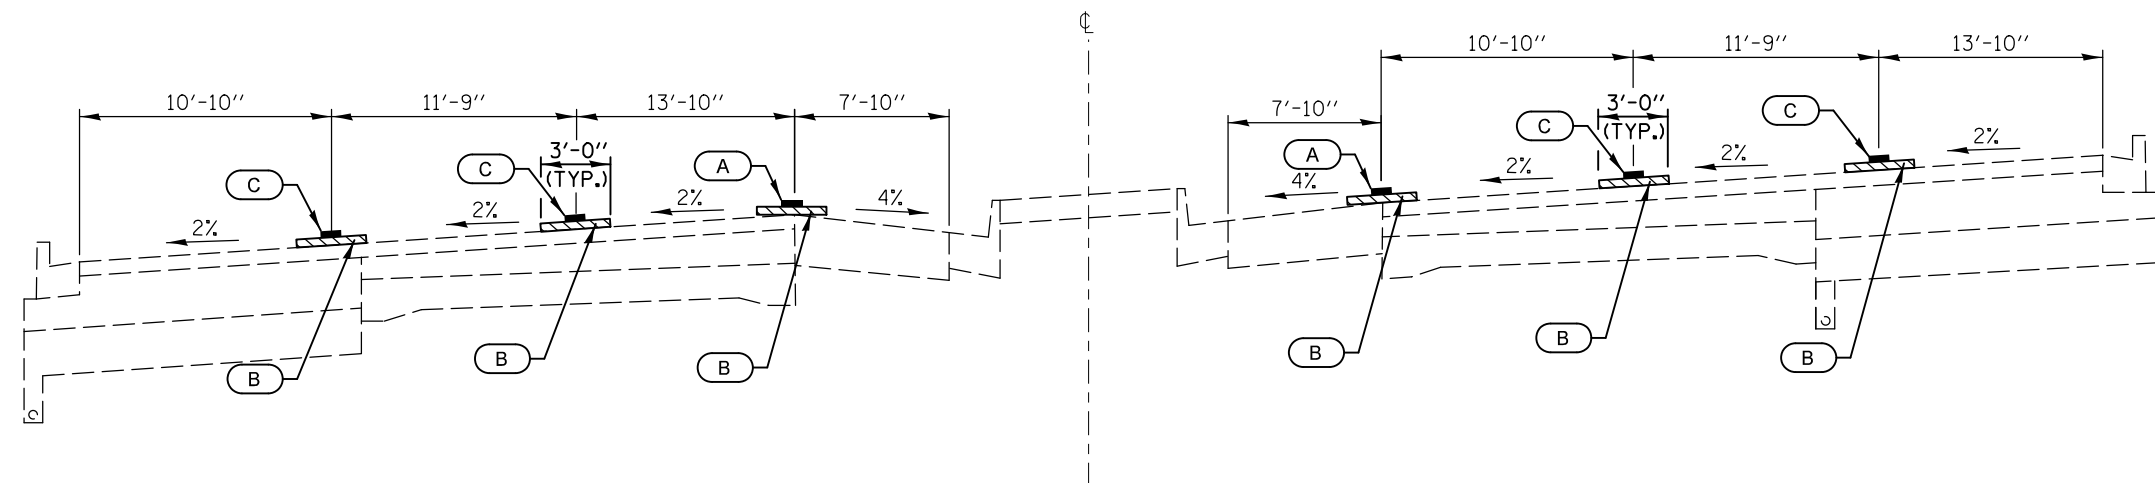 ℄
10'-10'' 11'-9'' 13'-10''
10'-10'' 11'-9'' 13'-10'' 7'-10''
7'-10'' 3'-0''
(TYP.)
C
C
3'-0''
(TYP.)
C
C
A
A
2% 2% 2% 4%
4% 2% 2% 2%
B B B
B B B